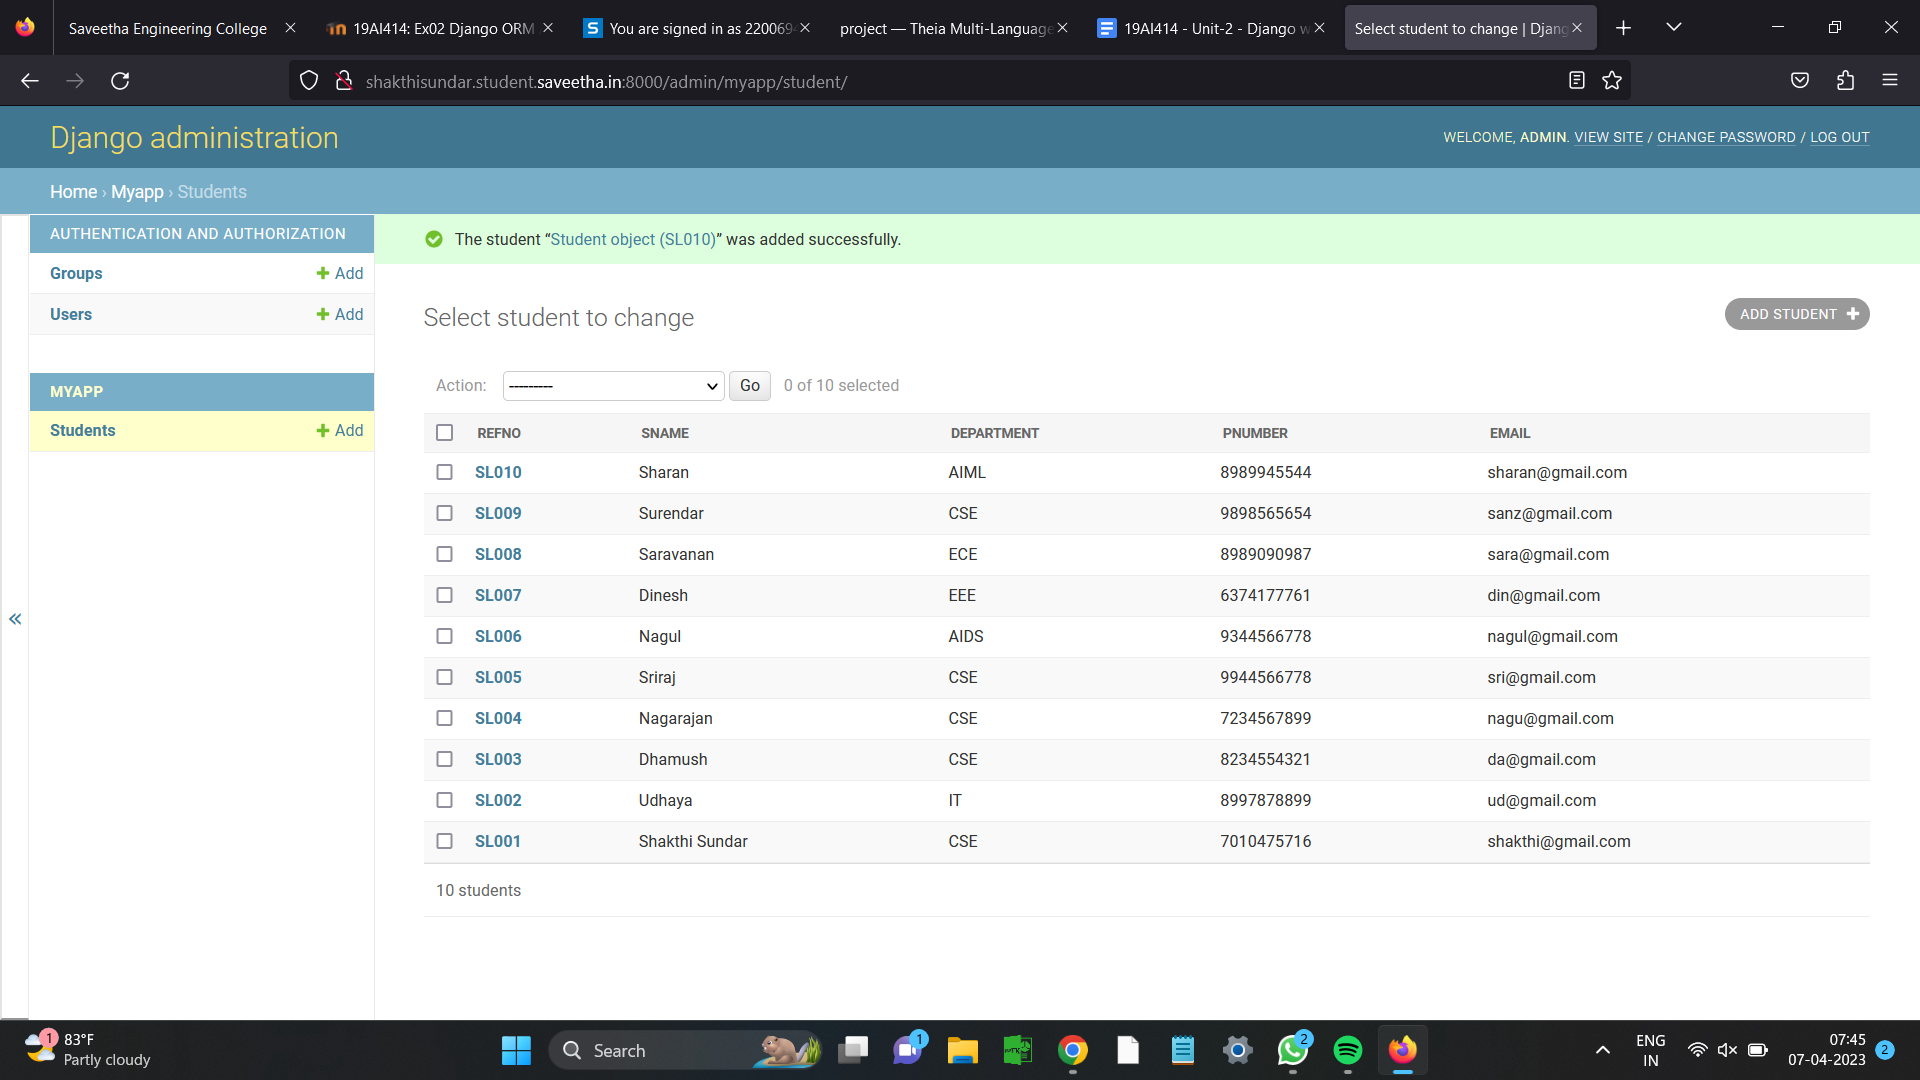 Saveetha Engineering College
19AI414: Ex02 Django ORM
You are signed in as 220069
project — Theia Multi-Language
19AI414 - Unit-2 - Django w
Select student to change | Djang
shakthisundar.student.saveetha.in:8000/admin/myapp/student/
Django administration
WELCOME, ADMIN. VIEW SITE / CHANGE PASSWORD / LOG OUT
Home › Myapp › Students
AUTHENTICATION AND AUTHORIZATION
Groups + Add
Users + Add
MYAPP
Students + Add
«
The student “Student object (SL010)” was added successfully.
Select student to change
ADD STUDENT +
Action: --------- Go 0 of 10 selected
REFNO SNAME DEPARTMENT PNUMBER EMAIL
SL010 Sharan AIML 8989945544 sharan@gmail.com
SL009 Surendar CSE 9898565654 sanz@gmail.com
SL008 Saravanan ECE 8989090987 sara@gmail.com
SL007 Dinesh EEE 6374177761 din@gmail.com
SL006 Nagul AIDS 9344566778 nagul@gmail.com
SL005 Sriraj CSE 9944566778 sri@gmail.com
SL004 Nagarajan CSE 7234567899 nagu@gmail.com
SL003 Dhamush CSE 8234554321 da@gmail.com
SL002 Udhaya IT 8997878899 ud@gmail.com
SL001 Shakthi Sundar CSE 7010475716 shakthi@gmail.com
10 students
1
83°F
Partly cloudy
Search
1
2
ENG
IN
07:45
07-04-2023
2